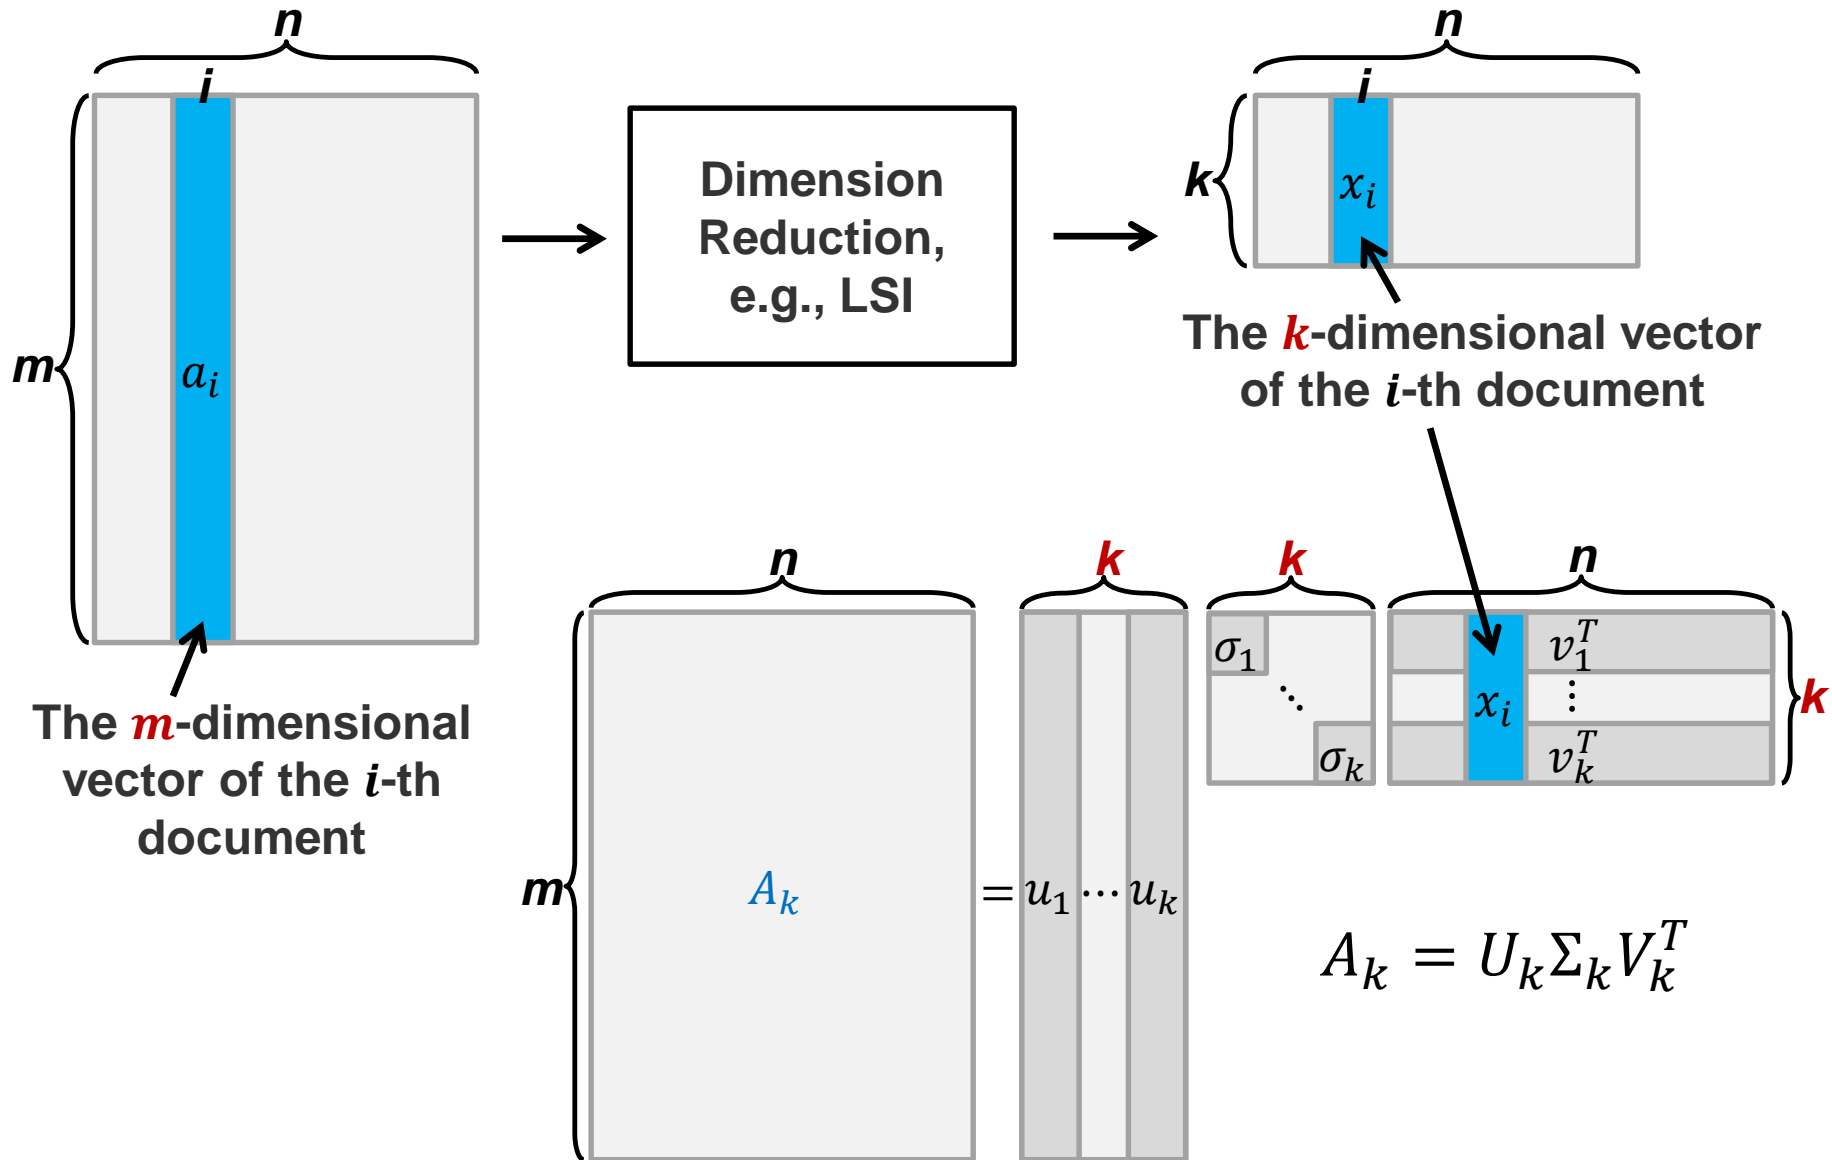 n
i
m
a_i
The m-dimensional
vector of the i-th
document
Dimension
Reduction,
e.g., LSI
n
i
k
x_i
The k-dimensional vector
of the i-th document
n
k
k
n
m
A_k
=
u_1 ⋯ u_k
σ_1
⋱
σ_k
v_1^T
x_i
⋮
v_k^T
k
A_k = U_k Σ_k V_k^T